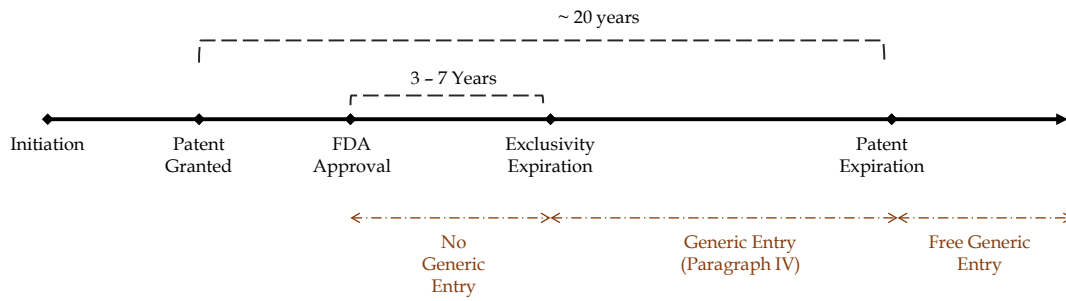 ~ 20 years
3 – 7 Years
Initiation
Patent
Granted
FDA
Approval
Exclusivity
Expiration
Patent
Expiration
No
Generic
Entry
Generic Entry
(Paragraph IV)
Free Generic
Entry